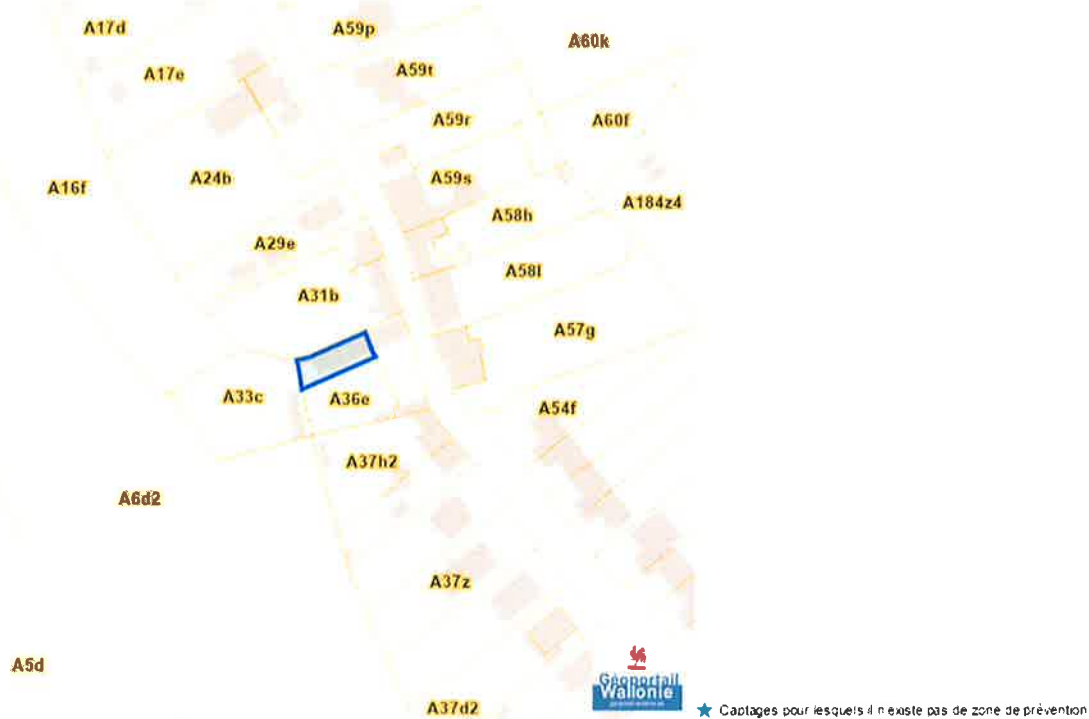 A17d
A59p
A60k
A17e
A59t
A59r
A60f
A16f
A24b
A59s
A184z4
A58h
A29e
A58l
A31b
A57g
A33c
A36e
A54f
A37h2
A6d2
A37z
A5d
A37d2
Géoportail
Wallonie
Captages pour lesquels il n existe pas de zone de prévention